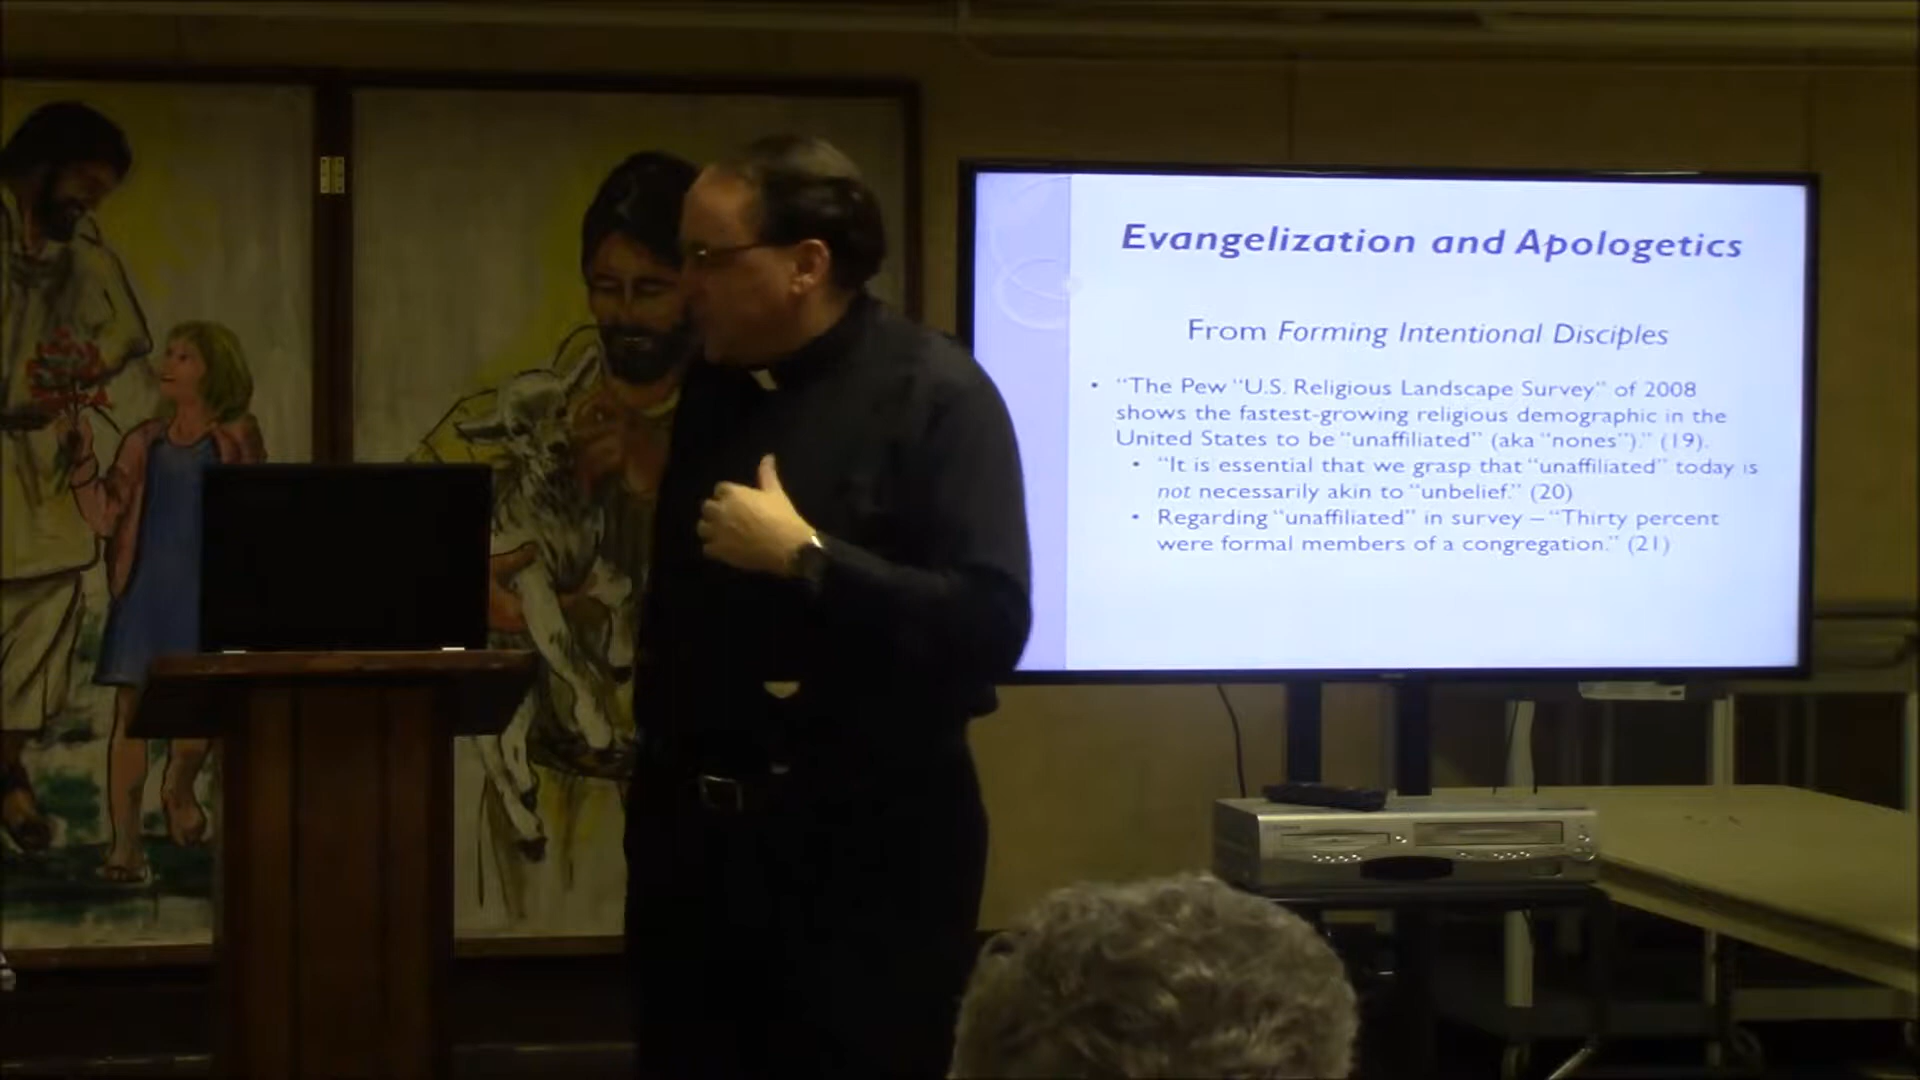 Evangelization and Apologetics
From Forming Intentional Disciples
• “The Pew “U.S. Religious Landscape Survey” of 2008
shows the fastest-growing religious demographic in the
United States to be “unaffiliated” (aka “nones”).” (19).
• “It is essential that we grasp that “unaffiliated” today is
not necessarily akin to “unbelief.” (20)
• Regarding “unaffiliated” in survey – “Thirty percent
were formal members of a congregation.” (21)